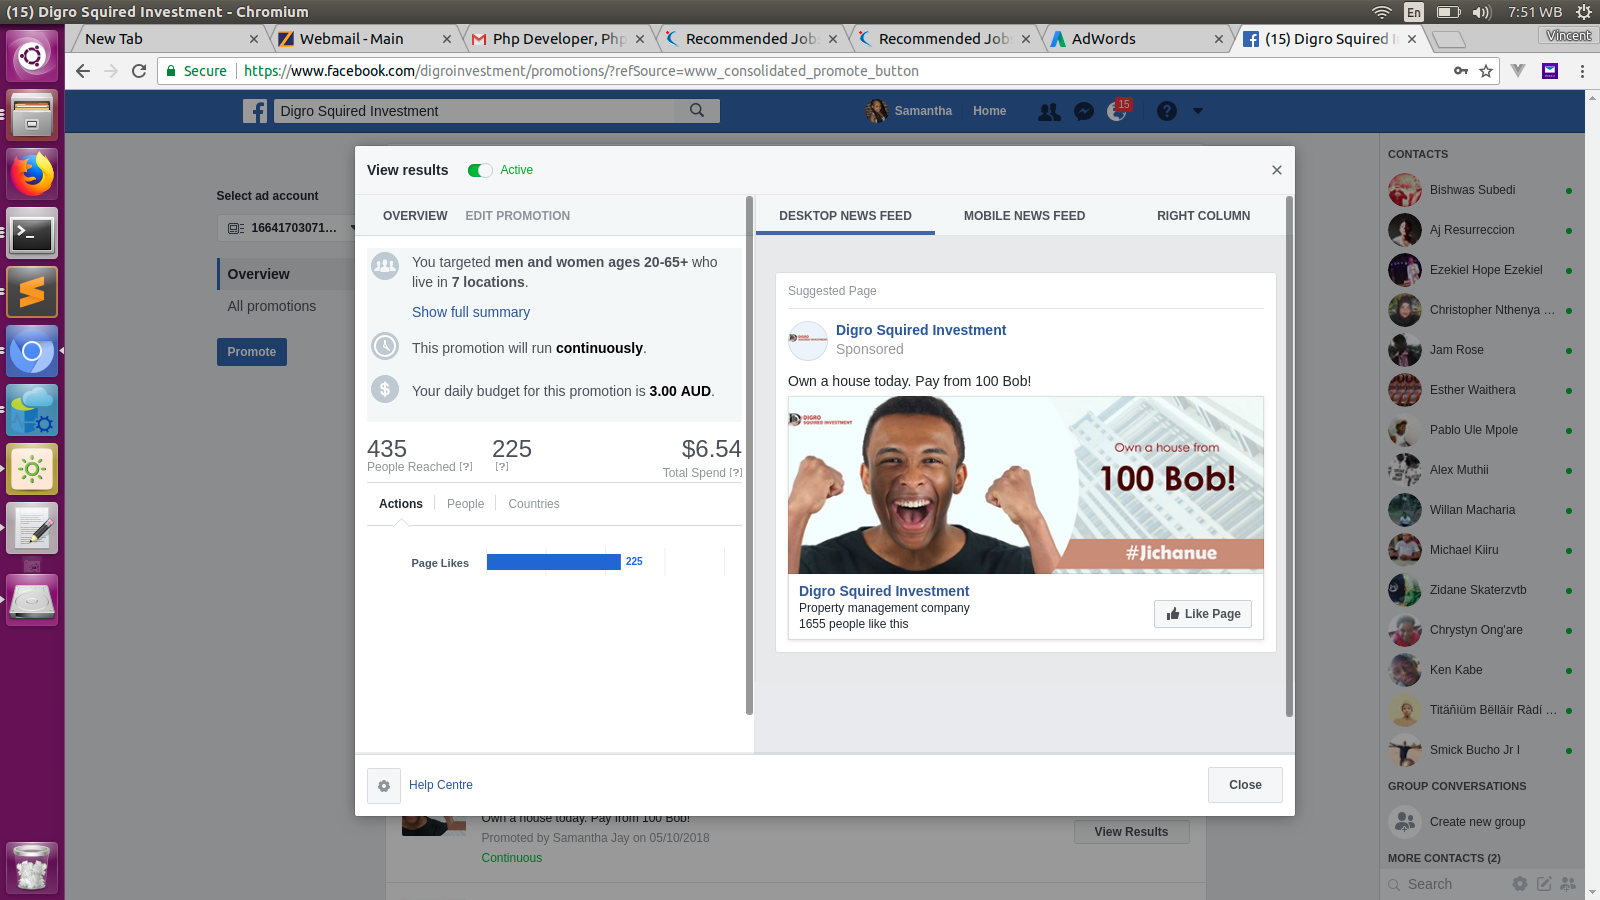 (15) Digro Squired Investment - Chromium
En
7:51 WB
New Tab
Webmail - Main
Php Developer, Php
Recommended Job
Recommended Job
AdWords
(15) Digro Squired I
Vincent
Secure
https://www.facebook.com/digroinvestment/promotions/?refSource=www_consolidated_promote_button
Digro Squired Investment
Samantha
Home
15
Select ad account
16641703071...
Overview
All promotions
Promote
View results
Active
OVERVIEW
EDIT PROMOTION
You targeted men and women ages 20-65+ who
live in 7 locations.
Show full summary
This promotion will run continuously.
Your daily budget for this promotion is 3.00 AUD.
435
People Reached [?]
225
[?]
$6.54
Total Spend [?]
Actions
People
Countries
Page Likes
225
DESKTOP NEWS FEED
MOBILE NEWS FEED
RIGHT COLUMN
Suggested Page
Digro Squired Investment
Sponsored
Own a house today. Pay from 100 Bob!
DIGRO
SQUIRED INVESTMENT
Own a house from
100 Bob!
#Jichanue
Digro Squired Investment
Property management company
1655 people like this
Like Page
Help Centre
Close
Own a house today. Pay from 100 Bob!
Promoted by Samantha Jay on 05/10/2018
Continuous
View Results
CONTACTS
Bishwas Subedi
Aj Resurreccion
Ezekiel Hope Ezekiel
Christopher Nthenya ...
Jam Rose
Esther Waithera
Pablo Ule Mpole
Alex Muthii
Willan Macharia
Michael Kiiru
Zidane Skaterzvtb
Chrystyn Ong'are
Ken Kabe
Titäñiüm Bëlläír Ràdí ...
Smick Bucho Jr I
GROUP CONVERSATIONS
Create new group
MORE CONTACTS (2)
Search